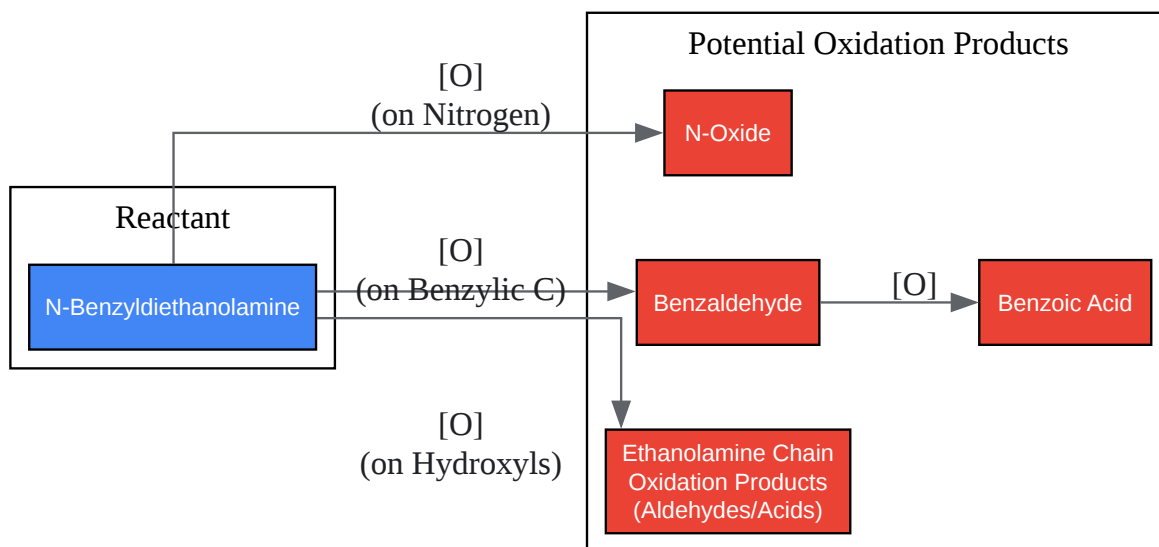 Potential Oxidation Products
[O]
(on Nitrogen)
N-Oxide
Reactant
N-Benzyldiethanolamine
[O]
(on Benzylic C)
Benzaldehyde
[O]
Benzoic Acid
[O]
(on Hydroxyls)
Ethanolamine Chain
Oxidation Products
(Aldehydes/Acids)